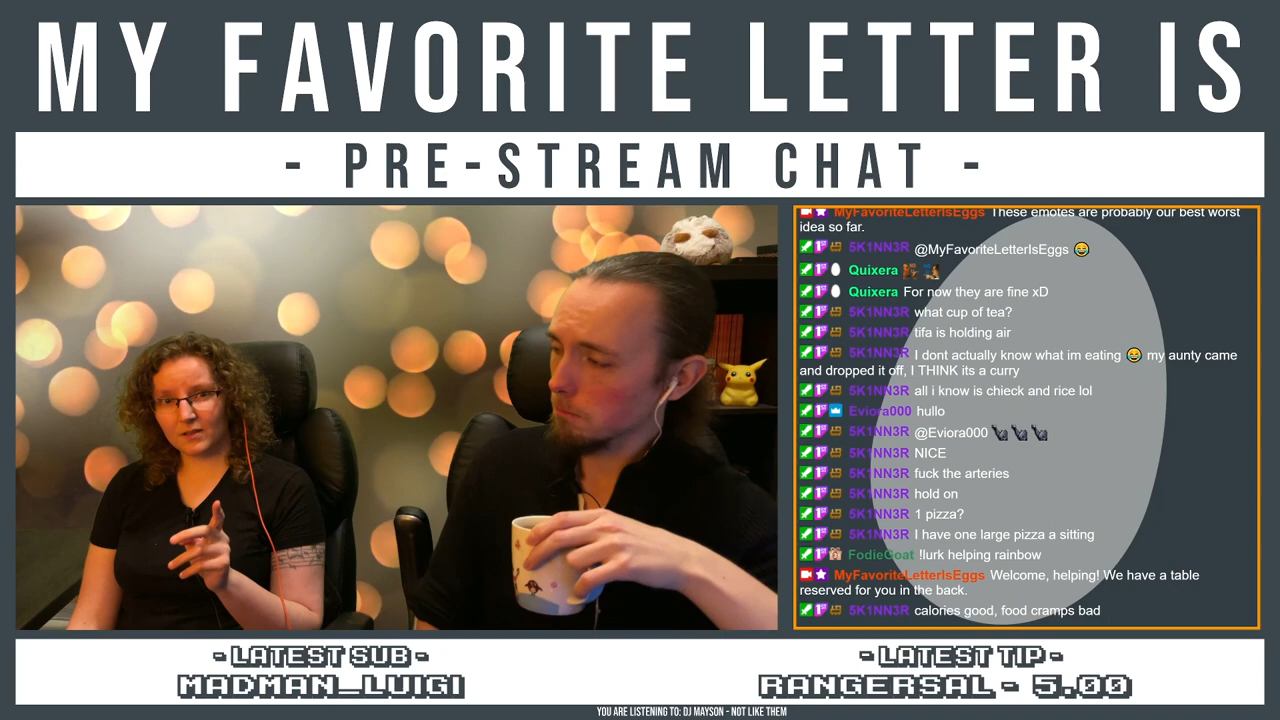 MY FAVORITE LETTER IS
- PRE-STREAM CHAT -
MyFavoriteLetterIsEggs These emotes are probably our best worst
idea so far.
5K1NN3R @MyFavoriteLetterIsEggs 😂
Quixera
Quixera For now they are fine xD
5K1NN3R what cup of tea?
5K1NN3R tifa is holding air
5K1NN3R I dont actually know what im eating 😂 my aunty came
and dropped it off, I THINK its a curry
5K1NN3R all i know is chieck and rice lol
Eviora000 hullo
5K1NN3R @Eviora000
5K1NN3R NICE
5K1NN3R fuck the arteries
5K1NN3R hold on
5K1NN3R 1 pizza?
5K1NN3R I have one large pizza a sitting
FodieGoat !lurk helping rainbow
MyFavoriteLetterIsEggs Welcome, helping! We have a table
reserved for you in the back.
5K1NN3R calories good, food cramps bad
- LATEST SUB -
MADMAN_LUIGI
- LATEST TIP -
RANGERSAL - 5.00
YOU ARE LISTENING TO: DJ MAYSON - NOT LIKE THEM